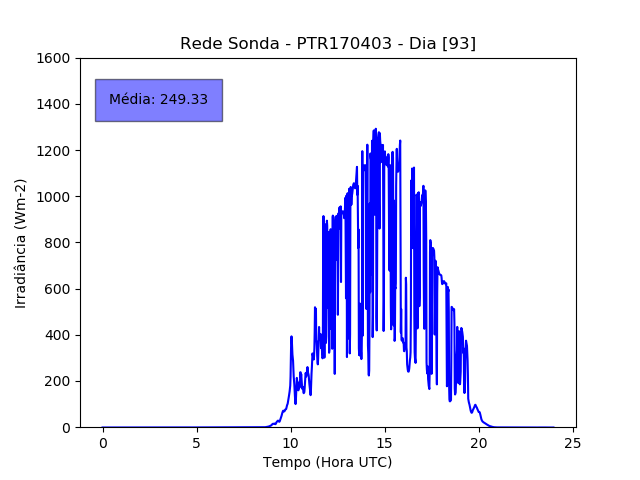 Rede Sonda - PTR170403 - Dia [93]
1600
1400
1200
1000
800
600
400
200
0
Irradiância (Wm-2)
Média: 249.33
0 5 10 15 20 25
Tempo (Hora UTC)